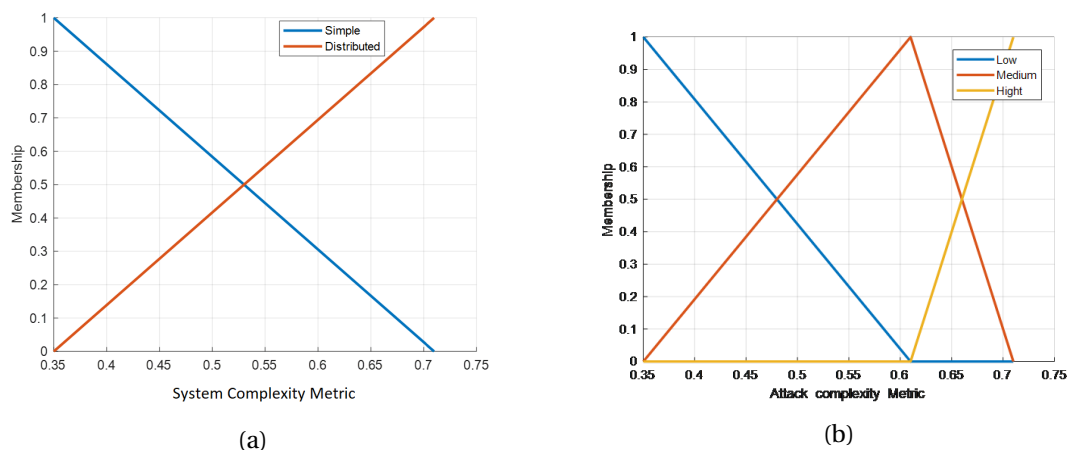 1
0.9
0.8
0.7
0.6
0.5
0.4
0.3
0.2
0.1
0
Membership
Simple
Distributed
0.35 0.4 0.45 0.5 0.55 0.6 0.65 0.7 0.75
System Complexity Metric
(a)
1
0.9
0.8
0.7
0.6
0.5
0.4
0.3
0.2
0.1
0
Membership
Low
Medium
Hight
0.35 0.4 0.45 0.5 0.55 0.6 0.65 0.7 0.75
Attack complexity Metric
(b)